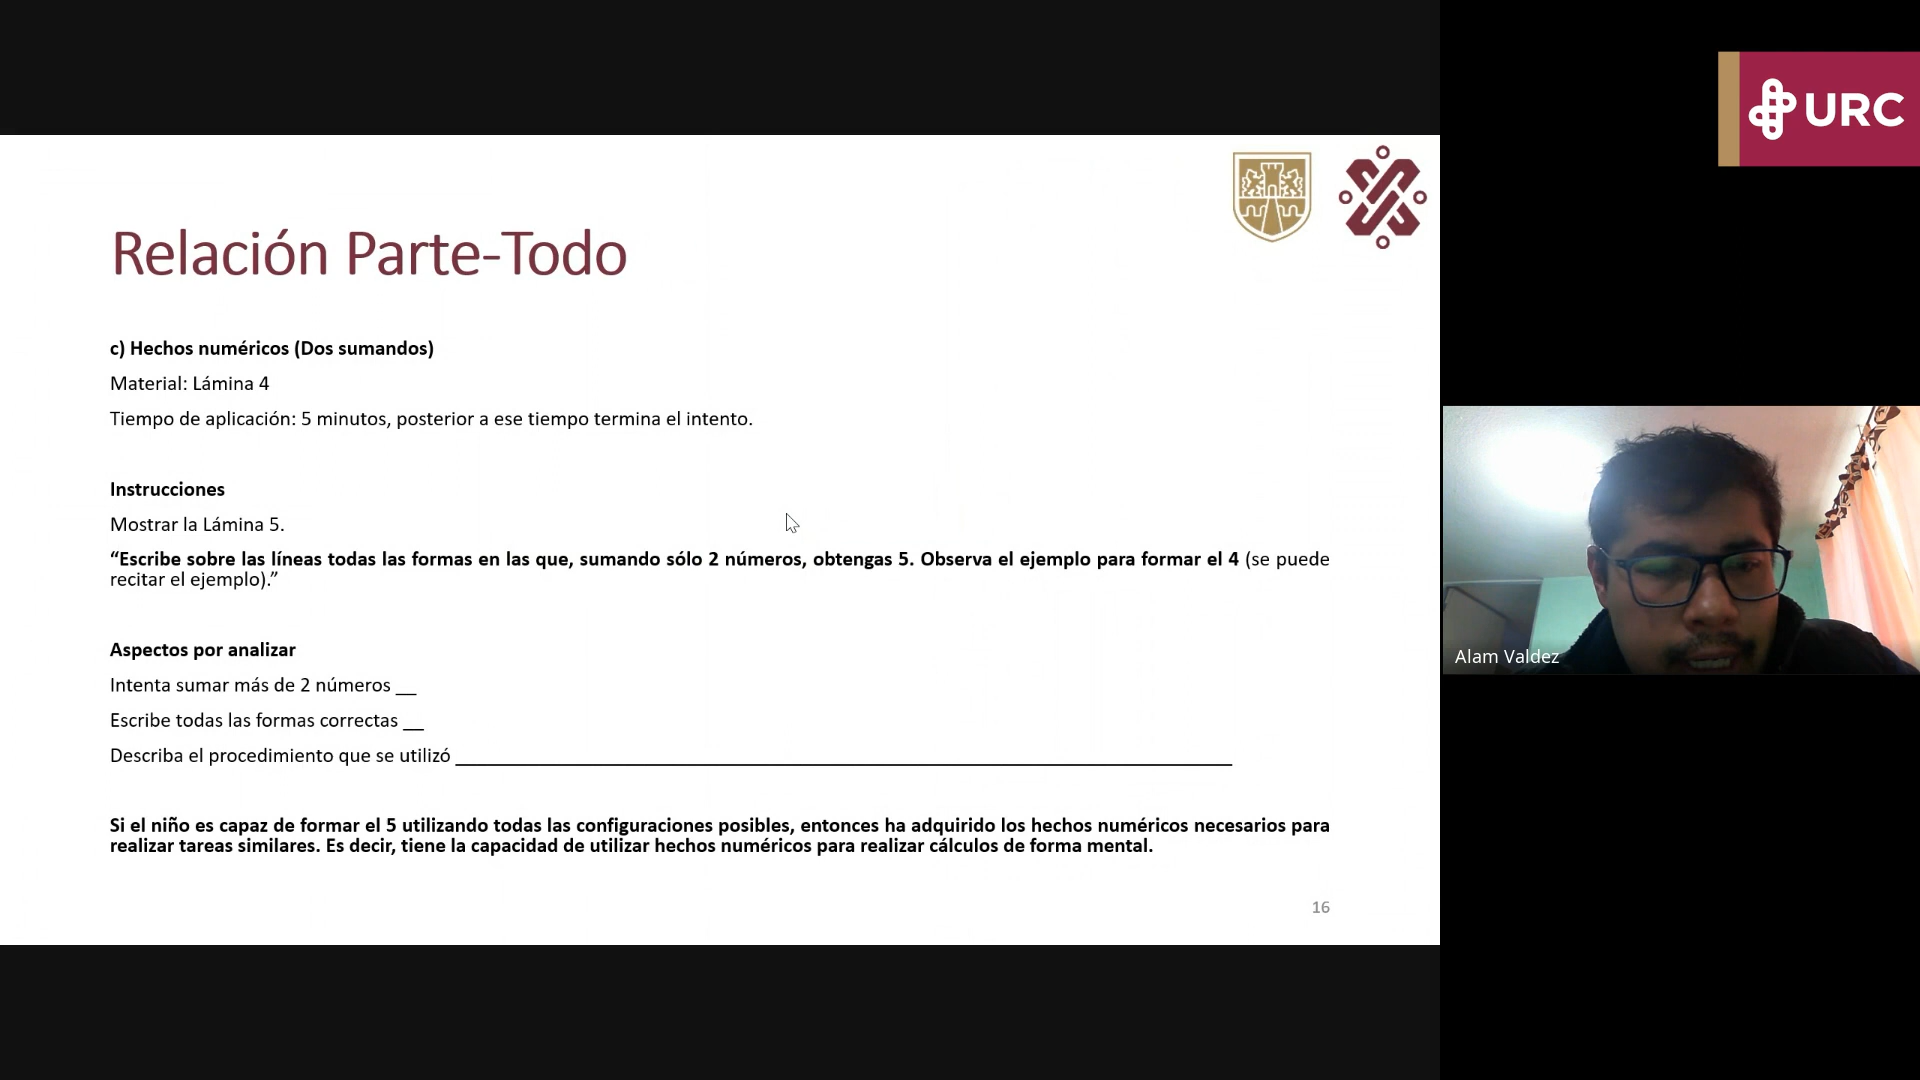 URC
Relación Parte-Todo
c) Hechos numéricos (Dos sumandos)
Material: Lámina 4
Tiempo de aplicación: 5 minutos, posterior a ese tiempo termina el intento.
Instrucciones
Mostrar la Lámina 5.
“Escribe sobre las líneas todas las formas en las que, sumando sólo 2 números, obtengas 5. Observa el ejemplo para formar el 4 (se puede
recitar el ejemplo).”
Aspectos por analizar
Intenta sumar más de 2 números __
Escribe todas las formas correctas __
Describa el procedimiento que se utilizó ______________________________________________________________________________
Si el niño es capaz de formar el 5 utilizando todas las configuraciones posibles, entonces ha adquirido los hechos numéricos necesarios para
realizar tareas similares. Es decir, tiene la capacidad de utilizar hechos numéricos para realizar cálculos de forma mental.
16
Alam Valdez